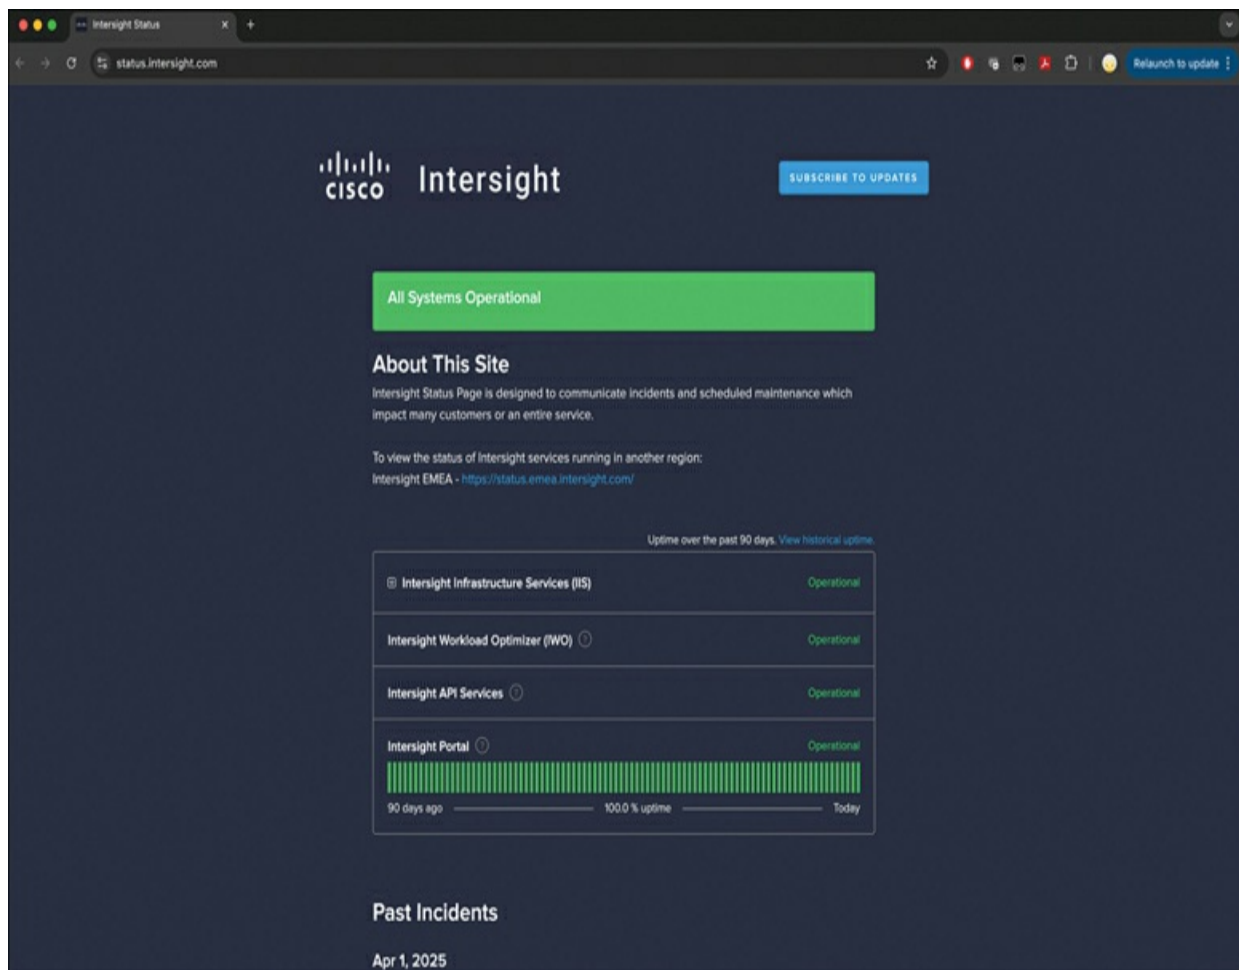 Intersight Status
status.intersight.com
Relaunch to update
CISCO
Intersight
SUBSCRIBE TO UPDATES
All Systems Operational
About This Site
Intersight Status Page is designed to communicate incidents and scheduled maintenance which
impact many customers or an entire service.
To view the status of Intersight services running in another region:
Intersight EMEA - https://status.emea.intersight.com/
Uptime over the past 90 days. View historical uptime.
Intersight Infrastructure Services (IIS) Operational
Intersight Workload Optimizer (IWO) ? Operational
Intersight API Services ? Operational
Intersight Portal ? Operational
90 days ago 100.0 % uptime Today
Past Incidents
Apr 1, 2025